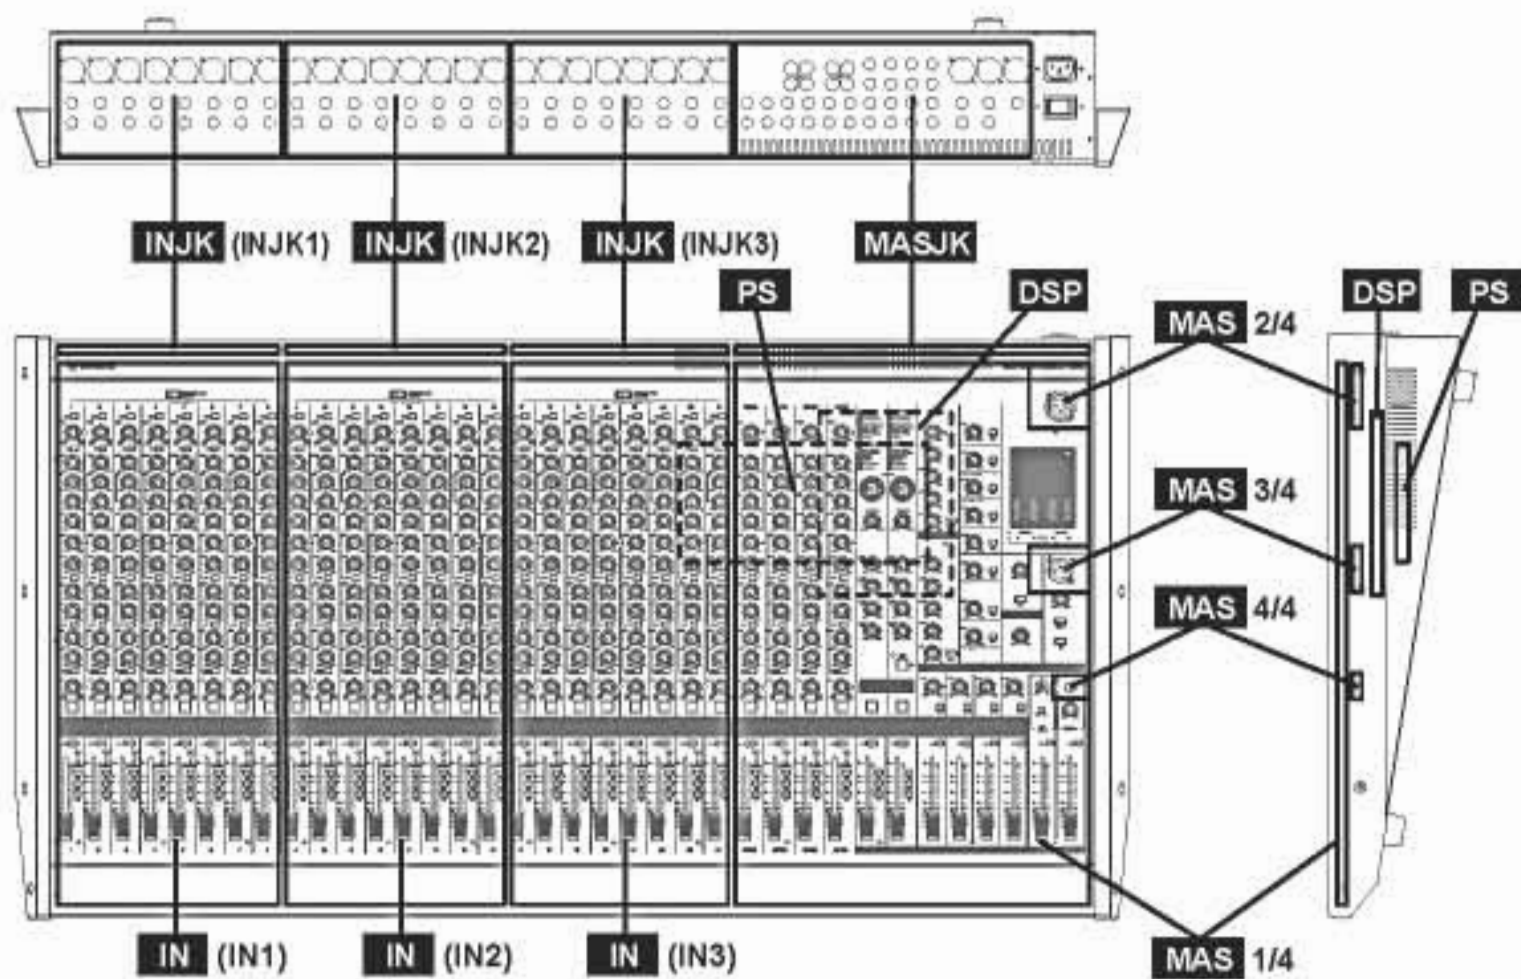 INJK (INJK1) INJK (INJK2) INJK (INJK3) MASJK
PS DSP DSP PS
MAS 2/4
MAS 3/4
MAS 4/4
IN (IN1) IN (IN2) IN (IN3) MAS 1/4